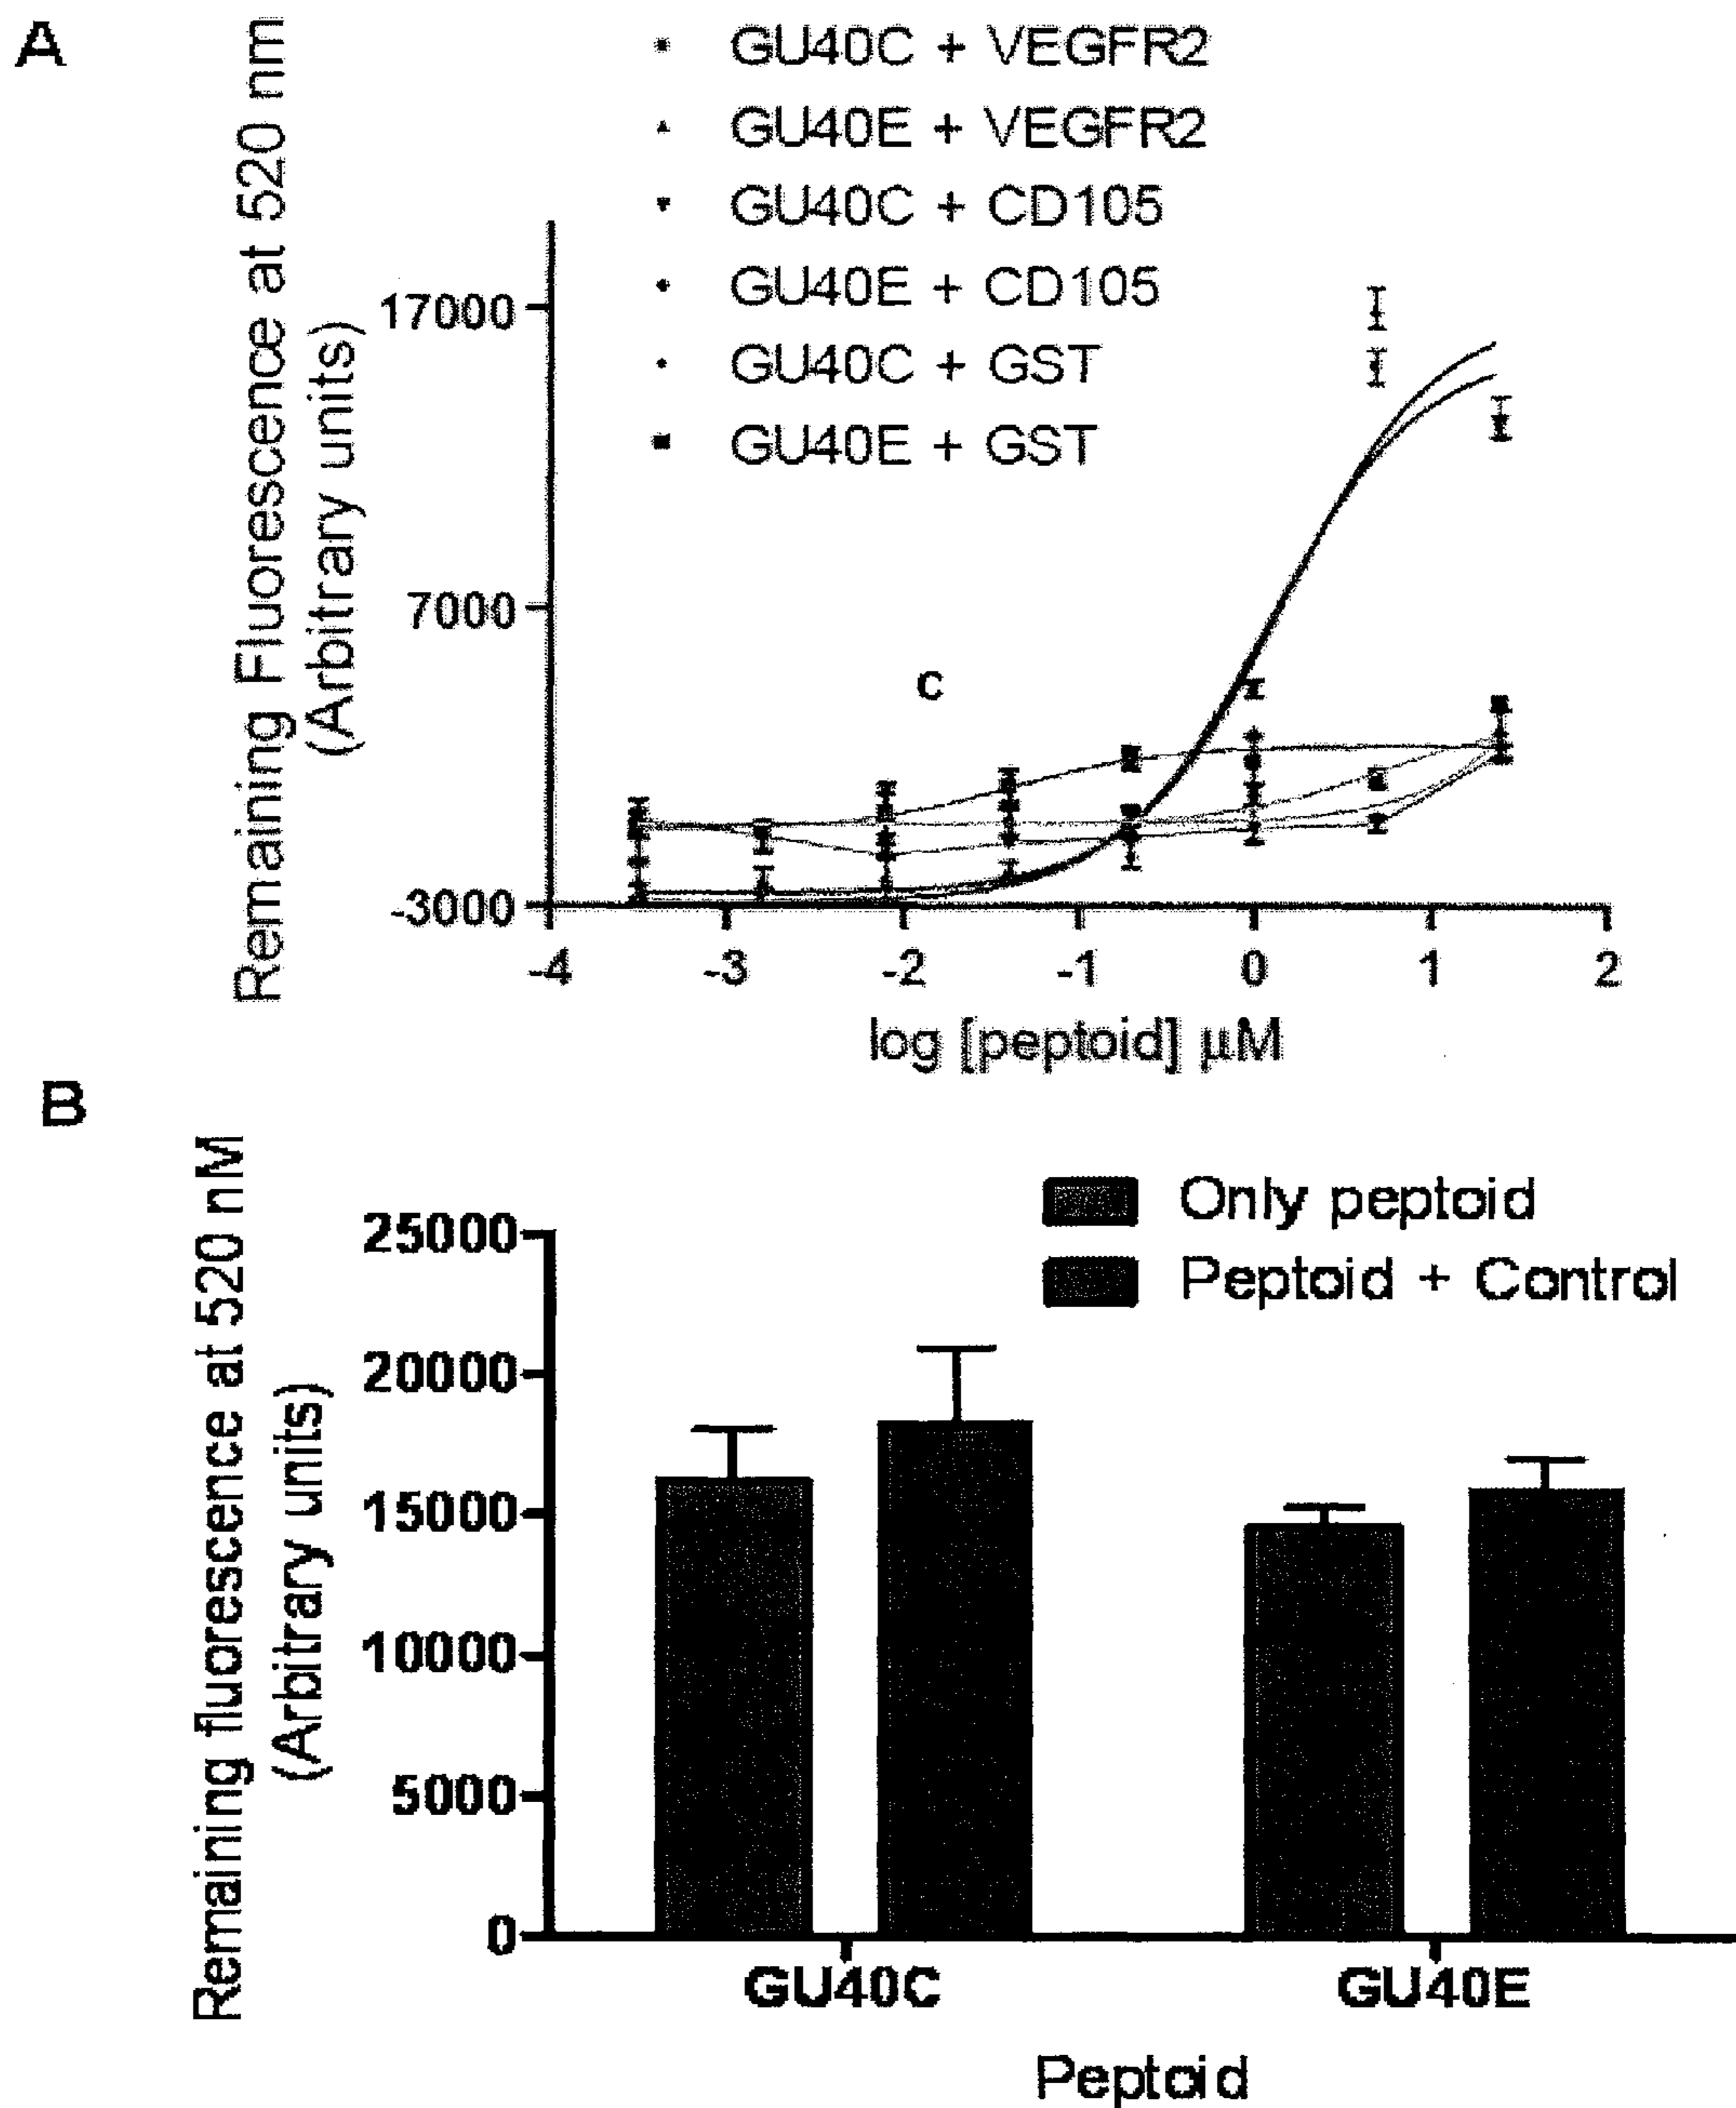 A
GU40C + VEGFR2
GU40E + VEGFR2
GU40C + CD105
GU40E + CD105
GU40C + GST
GU40E + GST
Remaining Fluorescence at 520 nm
(Arbitrary units)
17000
7000
-3000
C
-4 -3 -2 -1 0 1 2
log [peptoid] μM
B
Only peptoid
Peptoid + Control
Remaining fluorescence at 520 nM
(Arbitrary units)
25000
20000
15000
10000
5000
0
GU40C GU40E
Peptoid